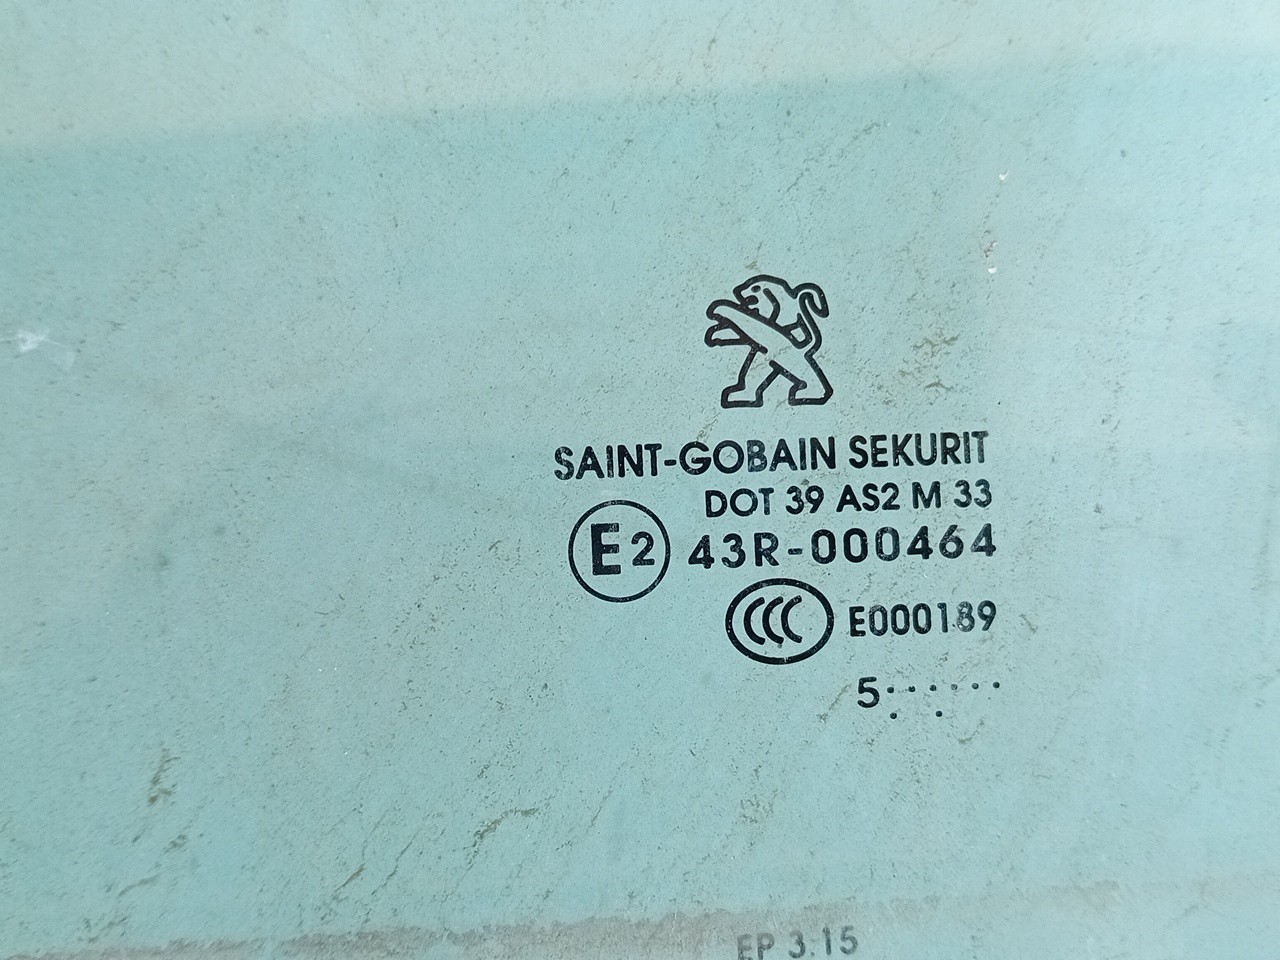 SAINT-GOBAIN SEKURIT
DOT 39 AS2 M 33
E2 43R-000464
CCC E000189
5
EP 3.15